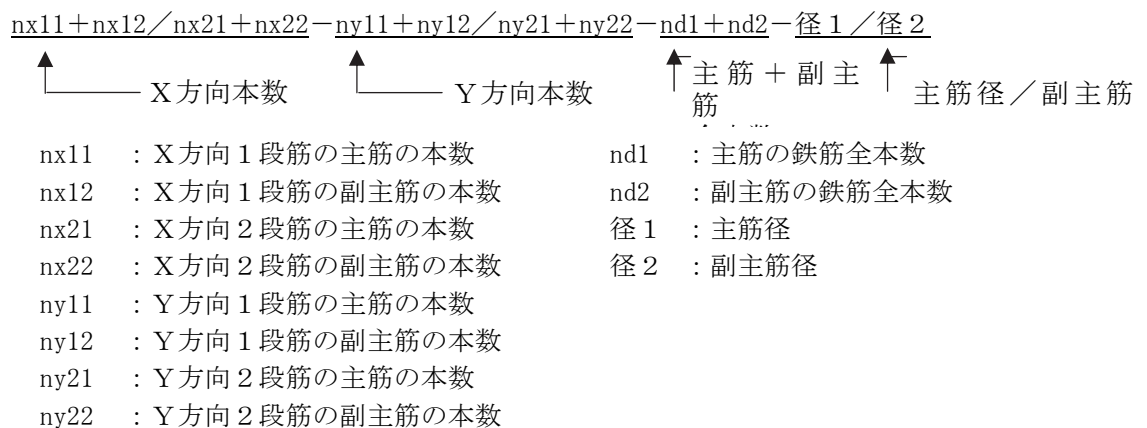 nx11＋nx12／nx21＋nx22－ny11＋ny12／ny21＋ny22－nd1＋nd2－径１／径２
X方向本数
Y方向本数
主筋＋副主
筋
主筋径／副主筋
nx11 ：X方向１段筋の主筋の本数
nx12 ：X方向１段筋の副主筋の本数
nx21 ：X方向２段筋の主筋の本数
nx22 ：X方向２段筋の副主筋の本数
ny11 ：Y方向１段筋の主筋の本数
ny12 ：Y方向１段筋の副主筋の本数
ny21 ：Y方向２段筋の主筋の本数
ny22 ：Y方向２段筋の副主筋の本数
nd1 ：主筋の鉄筋全本数
nd2 ：副主筋の鉄筋全本数
径１ ：主筋径
径２ ：副主筋径